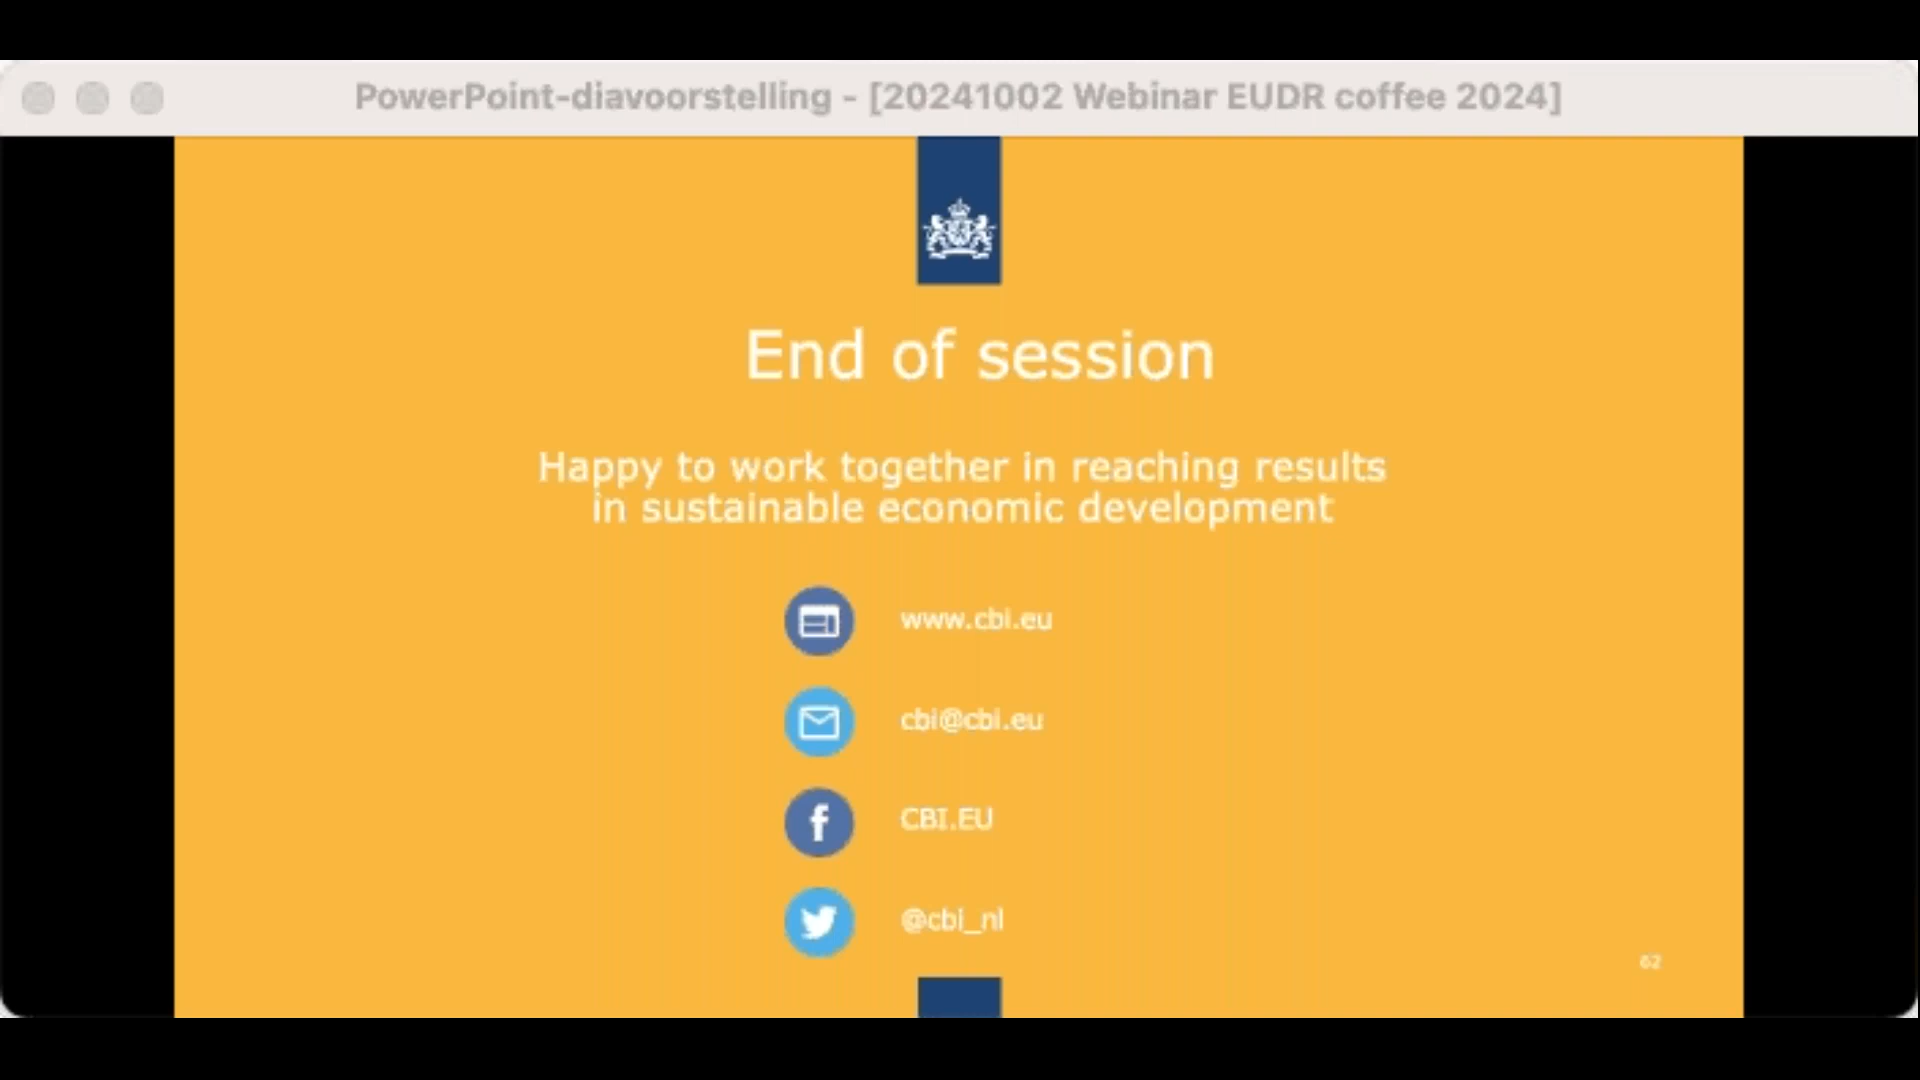 PowerPoint-diavoorstelling - [20241002 Webinar EUDR coffee 2024]
End of session
Happy to work together in reaching results
in sustainable economic development
www.cbi.eu
cbi@cbi.eu
CBI.EU
@cbi_nl
62